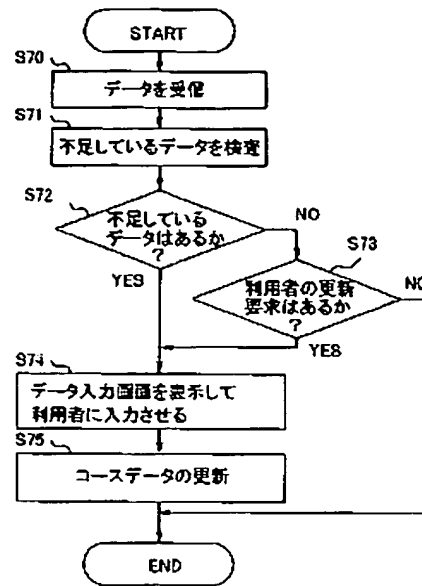 START
S70
データを受信
S71
不足しているデータを検査
S72
不足している
データはあるか
?
NO
YES
S73
利用者の更新
要求はあるか
?
NO
YES
S74
データ入力画面を表示して
利用者に入力させる
S75
コースデータの更新
END